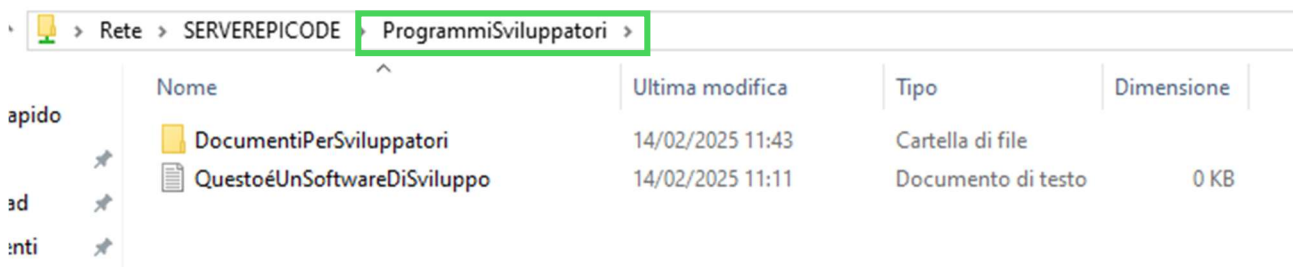 Rete > SERVEREPICODE > ProgrammiSviluppatori >
Nome Ultima modifica Tipo Dimensione
apido
DocumentiPerSviluppatori 14/02/2025 11:43 Cartella di file
QuestoéUnSoftwareDiSviluppo 14/02/2025 11:11 Documento di testo 0 KB
ad
enti